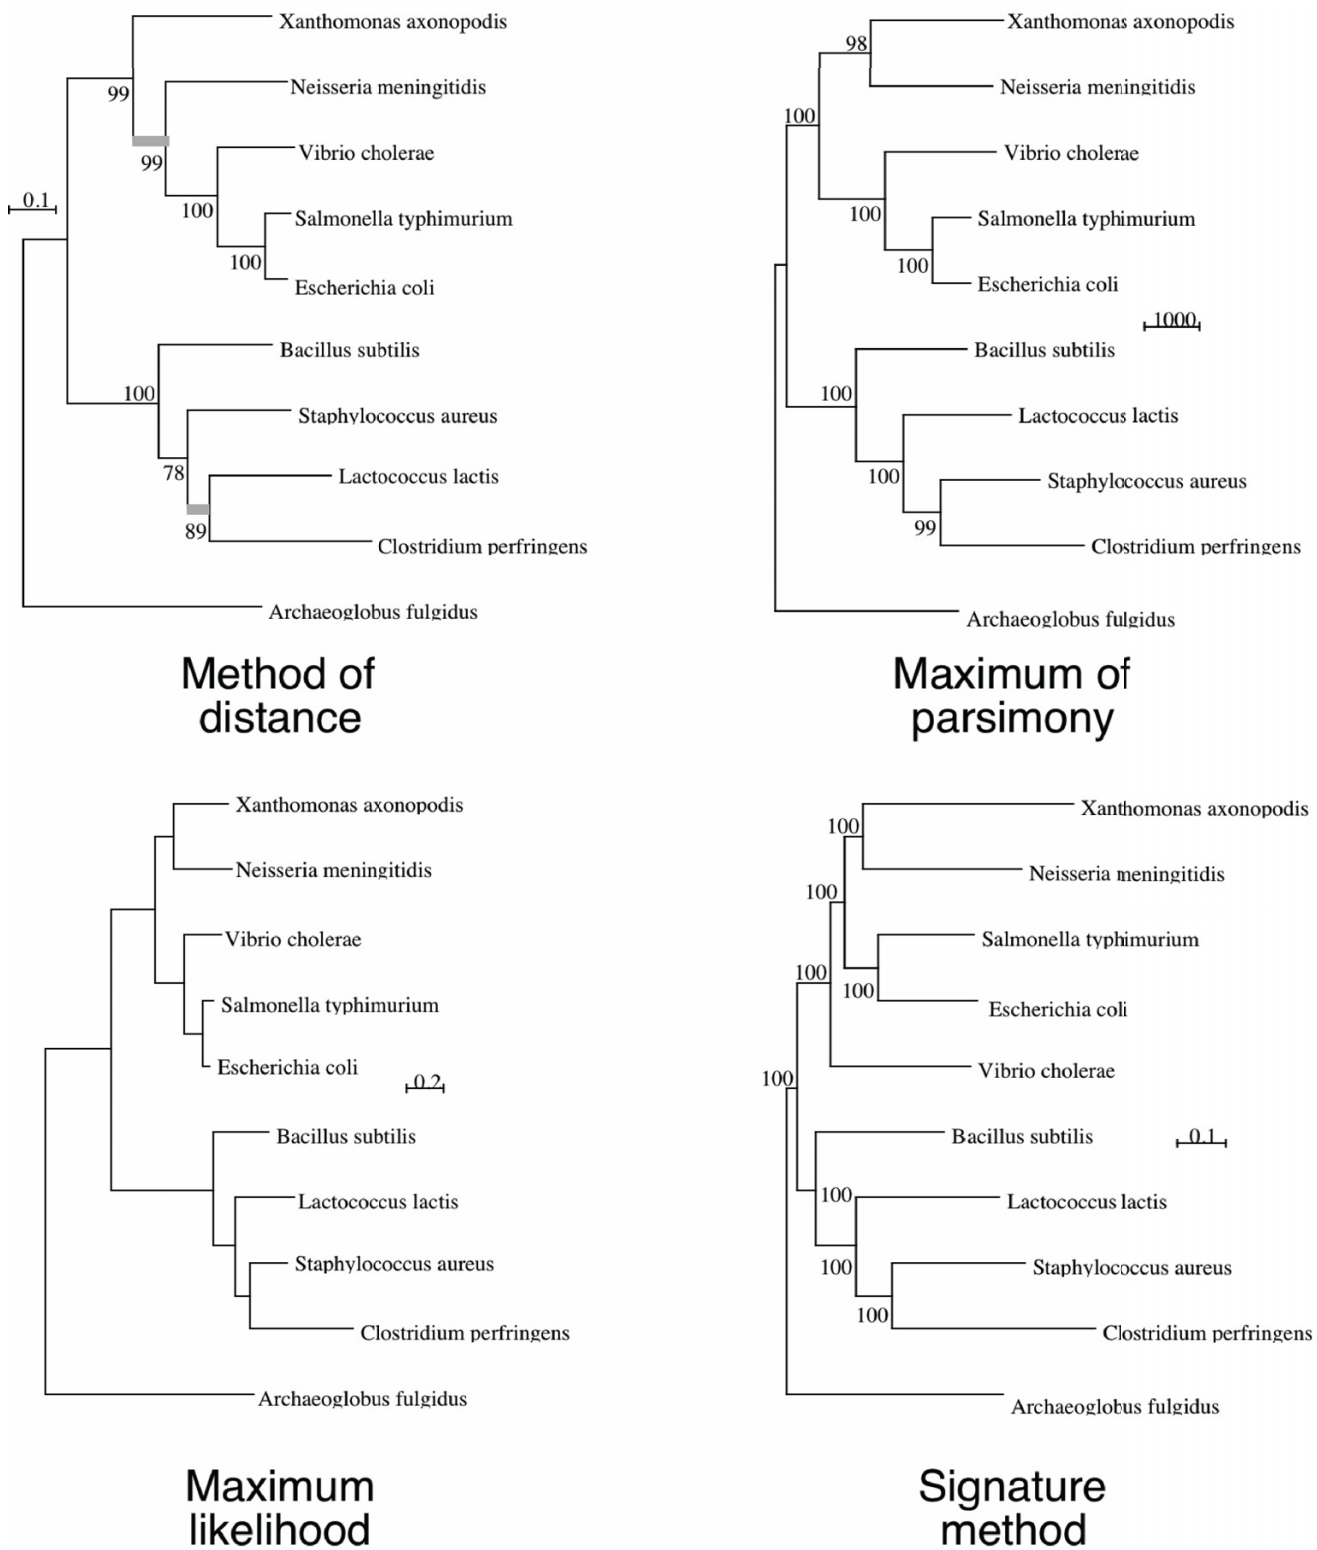 Xanthomonas axonopodis
99
Neisseria meningitidis
99
Vibrio cholerae
0.1
100
Salmonella typhimurium
100
Escherichia coli
Bacillus subtilis
100
Staphylococcus aureus
78
Lactococcus lactis
89
Clostridium perfringens
Archaeoglobus fulgidus
Method of
distance
Xanthomonas axonopodis
98
Neisseria meningitidis
100
Vibrio cholerae
100
Salmonella typhimurium
100
Escherichia coli
1000
Bacillus subtilis
100
Lactococcus lactis
100
Staphylococcus aureus
99
Clostridium perfringens
Archaeoglobus fulgidus
Maximum of
parsimony
Xanthomonas axonopodis
Neisseria meningitidis
Vibrio cholerae
Salmonella typhimurium
Escherichia coli
0.2
Bacillus subtilis
Lactococcus lactis
Staphylococcus aureus
Clostridium perfringens
Archaeoglobus fulgidus
Maximum
likelihood
Xanthomonas axonopodis
100
Neisseria meningitidis
100
Salmonella typhimurium
100
100
Escherichia coli
Vibrio cholerae
100
Bacillus subtilis
0.1
100
Lactococcus lactis
100
Staphylococcus aureus
100
Clostridium perfringens
Archaeoglobus fulgidus
Signature
method